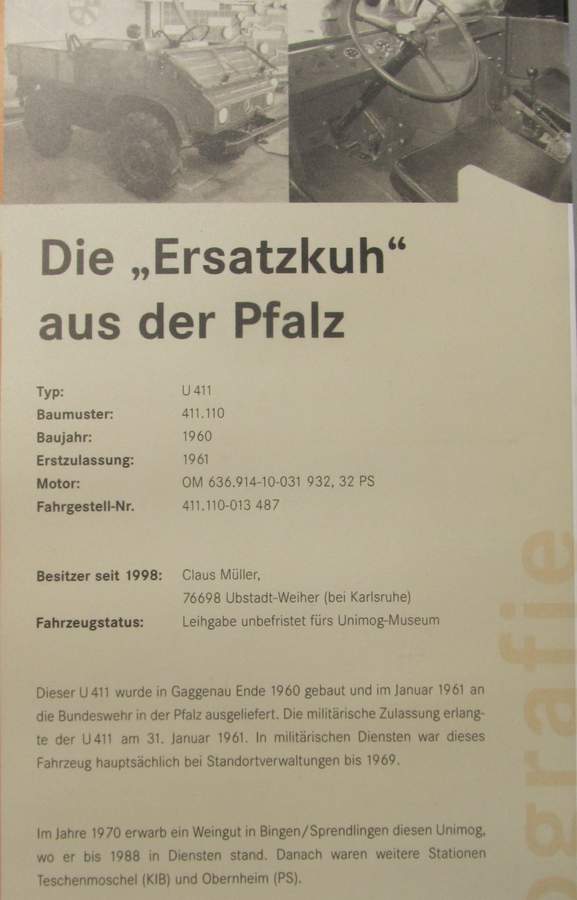 Die „Ersatzkuh“
aus der Pfalz
Typ: U 411
Baumuster: 411.110
Baujahr: 1960
Erstzulassung: 1961
Motor: OM 636.914-10-031 932, 32 PS
Fahrgestell-Nr. 411.110-013 487
Besitzer seit 1998: Claus Müller,
76698 Ubstadt-Weiher (bei Karlsruhe)
Fahrzeugstatus: Leihgabe unbefristet fürs Unimog-Museum
Dieser U 411 wurde in Gaggenau Ende 1960 gebaut und im Januar 1961 an
die Bundeswehr in der Pfalz ausgeliefert. Die militärische Zulassung erlang-
te der U 411 am 31. Januar 1961. In militärischen Diensten war dieses
Fahrzeug hauptsächlich bei Standortverwaltungen bis 1969.
Im Jahre 1970 erwarb ein Weingut in Bingen/Sprendlingen diesen Unimog,
wo er bis 1988 in Diensten stand. Danach waren weitere Stationen
Teschenmoschel (KIB) und Obernheim (PS).
ografie